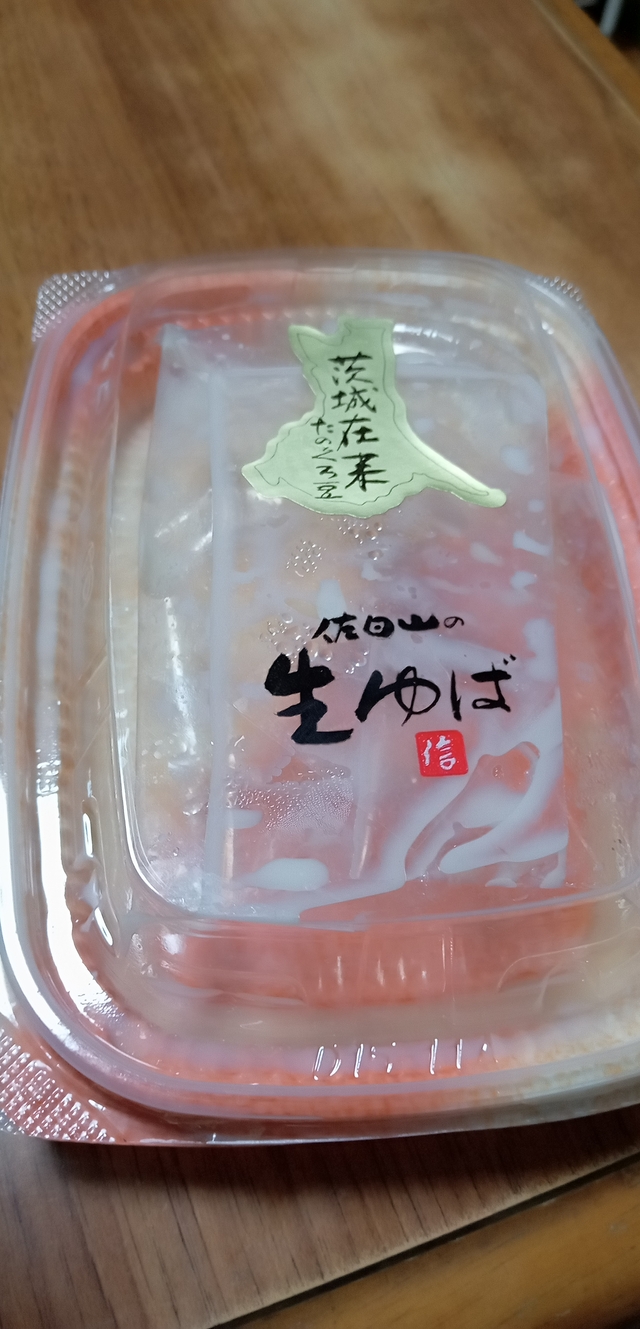 茨城在来
たのくろ豆
佐白山の
生ゆば
信